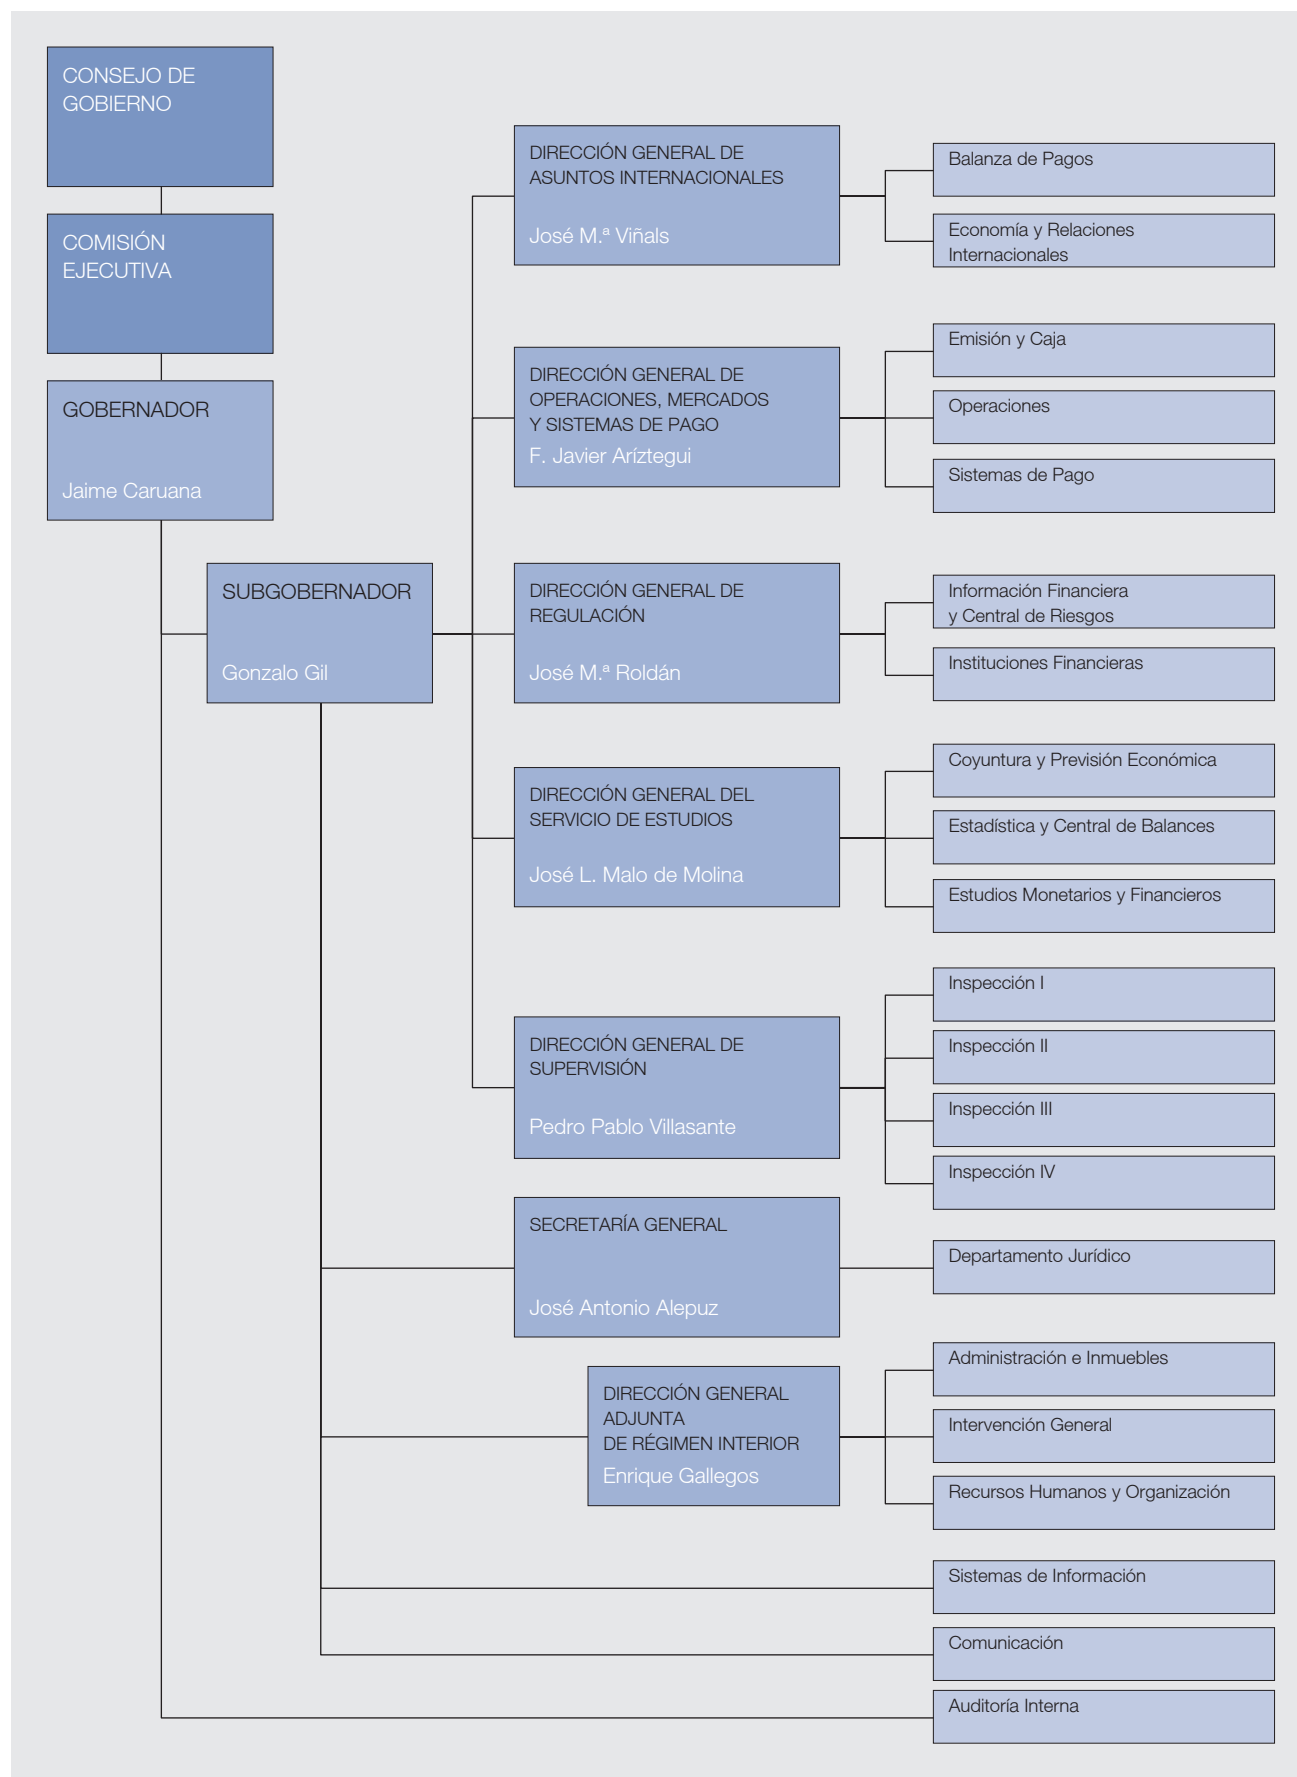 CONSEJO DE
GOBIERNO
COMISIÓN
EJECUTIVA
GOBERNADOR
Jaime Caruana
SUBGOBERNADOR
Gonzalo Gil
DIRECCIÓN GENERAL DE
ASUNTOS INTERNACIONALES
José M.ª Viñals
Balanza de Pagos
Economía y Relaciones
Internacionales
DIRECCIÓN GENERAL DE
OPERACIONES, MERCADOS
Y SISTEMAS DE PAGO
F. Javier Aríztegui
Emisión y Caja
Operaciones
Sistemas de Pago
DIRECCIÓN GENERAL DE
REGULACIÓN
José M.ª Roldán
Información Financiera
y Central de Riesgos
Instituciones Financieras
DIRECCIÓN GENERAL DEL
SERVICIO DE ESTUDIOS
José L. Malo de Molina
Coyuntura y Previsión Económica
Estadística y Central de Balances
Estudios Monetarios y Financieros
DIRECCIÓN GENERAL DE
SUPERVISIÓN
Pedro Pablo Villasante
Inspección I
Inspección II
Inspección III
Inspección IV
SECRETARÍA GENERAL
José Antonio Alepuz
Departamento Jurídico
DIRECCIÓN GENERAL
ADJUNTA
DE RÉGIMEN INTERIOR
Enrique Gallegos
Administración e Inmuebles
Intervención General
Recursos Humanos y Organización
Sistemas de Información
Comunicación
Auditoría Interna